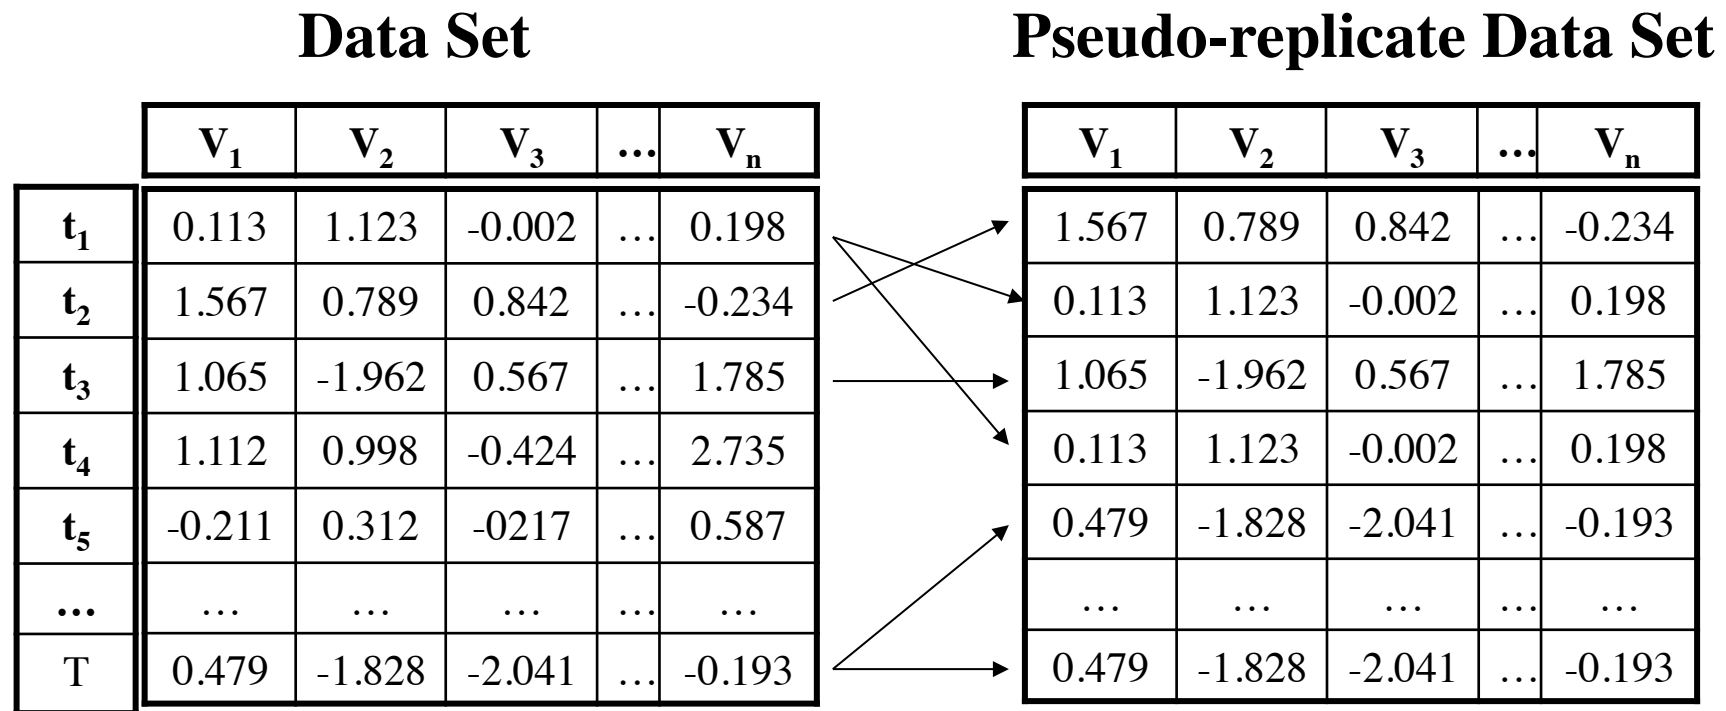 Data Set Pseudo-replicate Data Set
V1 V2 V3 ... Vn V1 V2 V3 ... Vn
t1 0.113 1.123 -0.002 … 0.198 1.567 0.789 0.842 … -0.234
t2 1.567 0.789 0.842 … -0.234 0.113 1.123 -0.002 … 0.198
t3 1.065 -1.962 0.567 … 1.785 1.065 -1.962 0.567 … 1.785
t4 1.112 0.998 -0.424 … 2.735 0.113 1.123 -0.002 … 0.198
t5 -0.211 0.312 -0217 … 0.587 0.479 -1.828 -2.041 … -0.193
... … … … … … … … … … …
T 0.479 -1.828 -2.041 … -0.193 0.479 -1.828 -2.041 … -0.193